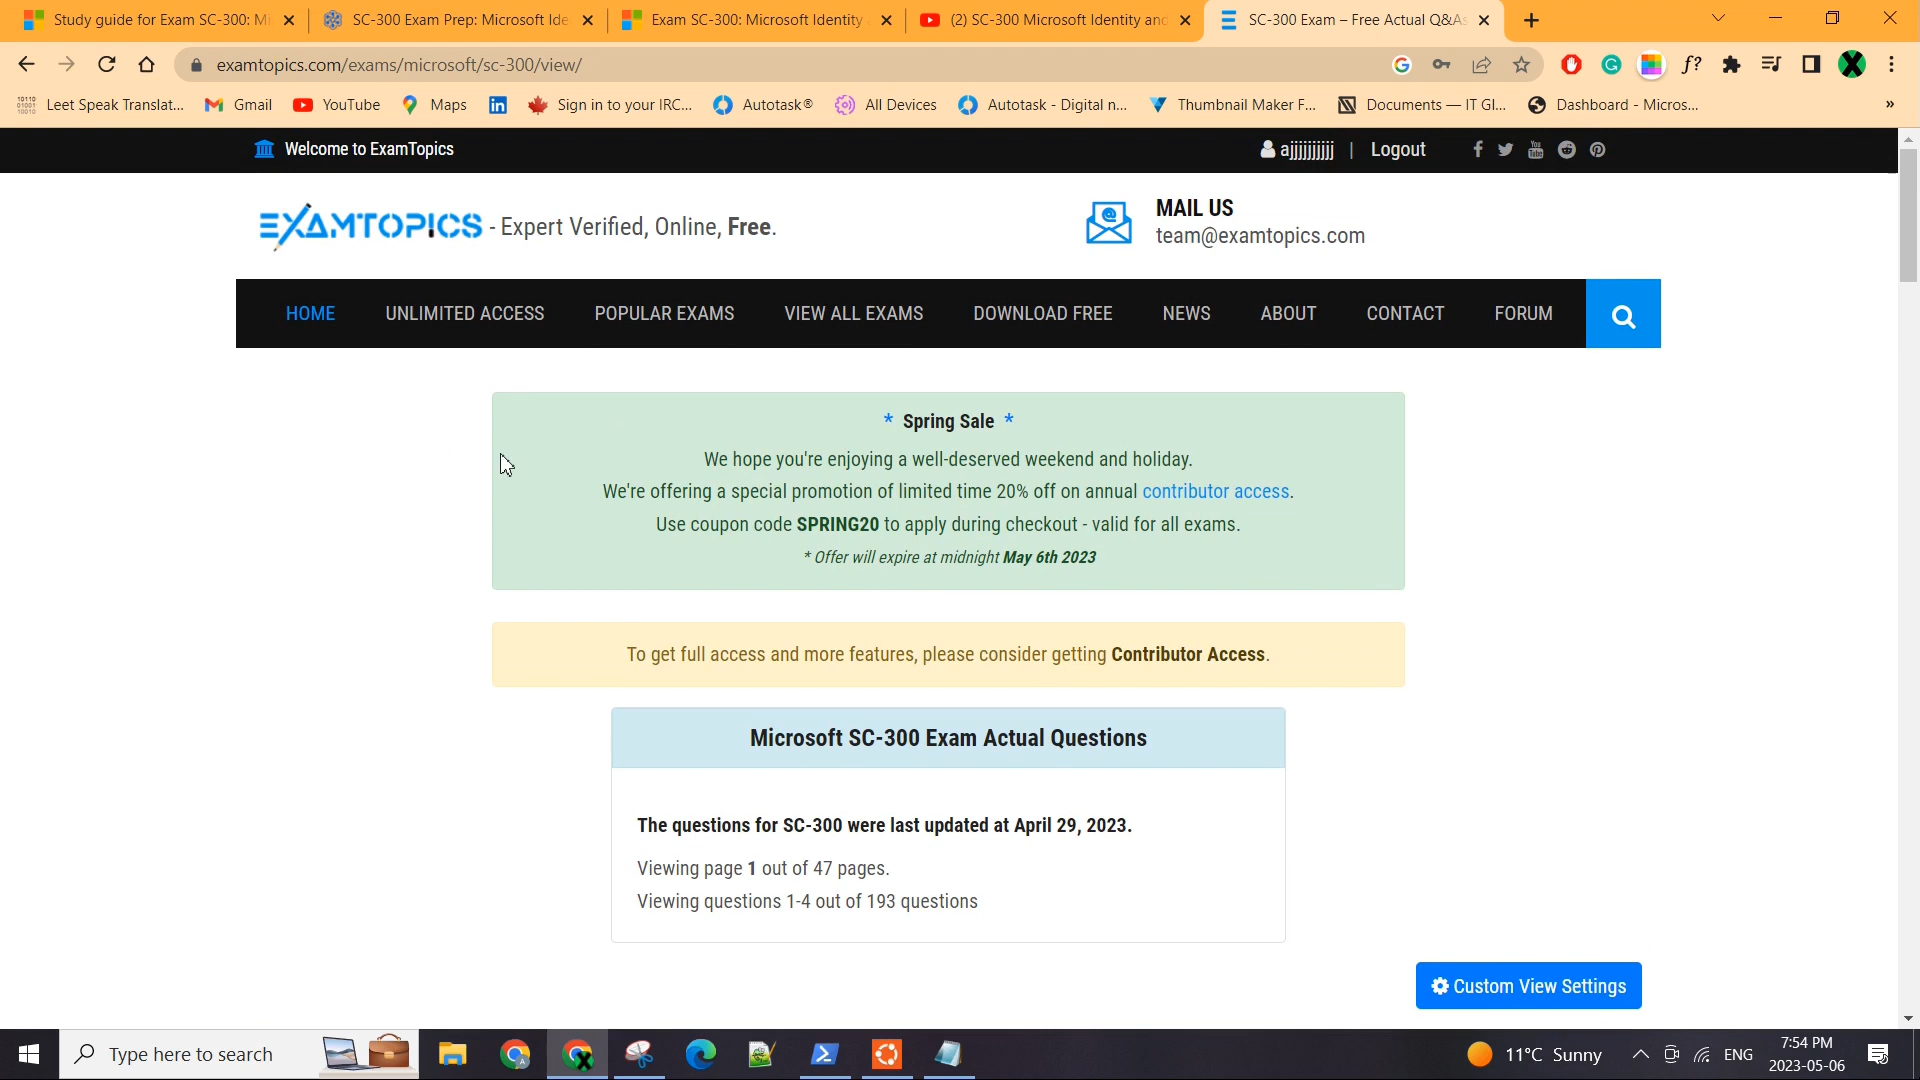 Study guide for Exam SC-300: Mi
SC-300 Exam Prep: Microsoft Ide
Exam SC-300: Microsoft Identity
(2) SC-300 Microsoft Identity and
SC-300 Exam – Free Actual Q&As
examtopics.com/exams/microsoft/sc-300/view/
Leet Speak Translat...
Gmail
YouTube
Maps
Sign in to your IRC...
Autotask®
All Devices
Autotask - Digital n...
Thumbnail Maker F...
Documents — IT Gl...
Dashboard - Micros...
»
Welcome to ExamTopics
ajjjjjjjjjj | Logout
EXAMTOPICS - Expert Verified, Online, Free.
MAIL US
team@examtopics.com
HOME
UNLIMITED ACCESS
POPULAR EXAMS
VIEW ALL EXAMS
DOWNLOAD FREE
NEWS
ABOUT
CONTACT
FORUM
* Spring Sale *
We hope you're enjoying a well-deserved weekend and holiday.
We're offering a special promotion of limited time 20% off on annual contributor access.
Use coupon code SPRING20 to apply during checkout - valid for all exams.
* Offer will expire at midnight May 6th 2023
To get full access and more features, please consider getting Contributor Access.
Microsoft SC-300 Exam Actual Questions
The questions for SC-300 were last updated at April 29, 2023.
Viewing page 1 out of 47 pages.
Viewing questions 1-4 out of 193 questions
Custom View Settings
Type here to search
11°C Sunny
ENG
7:54 PM
2023-05-06